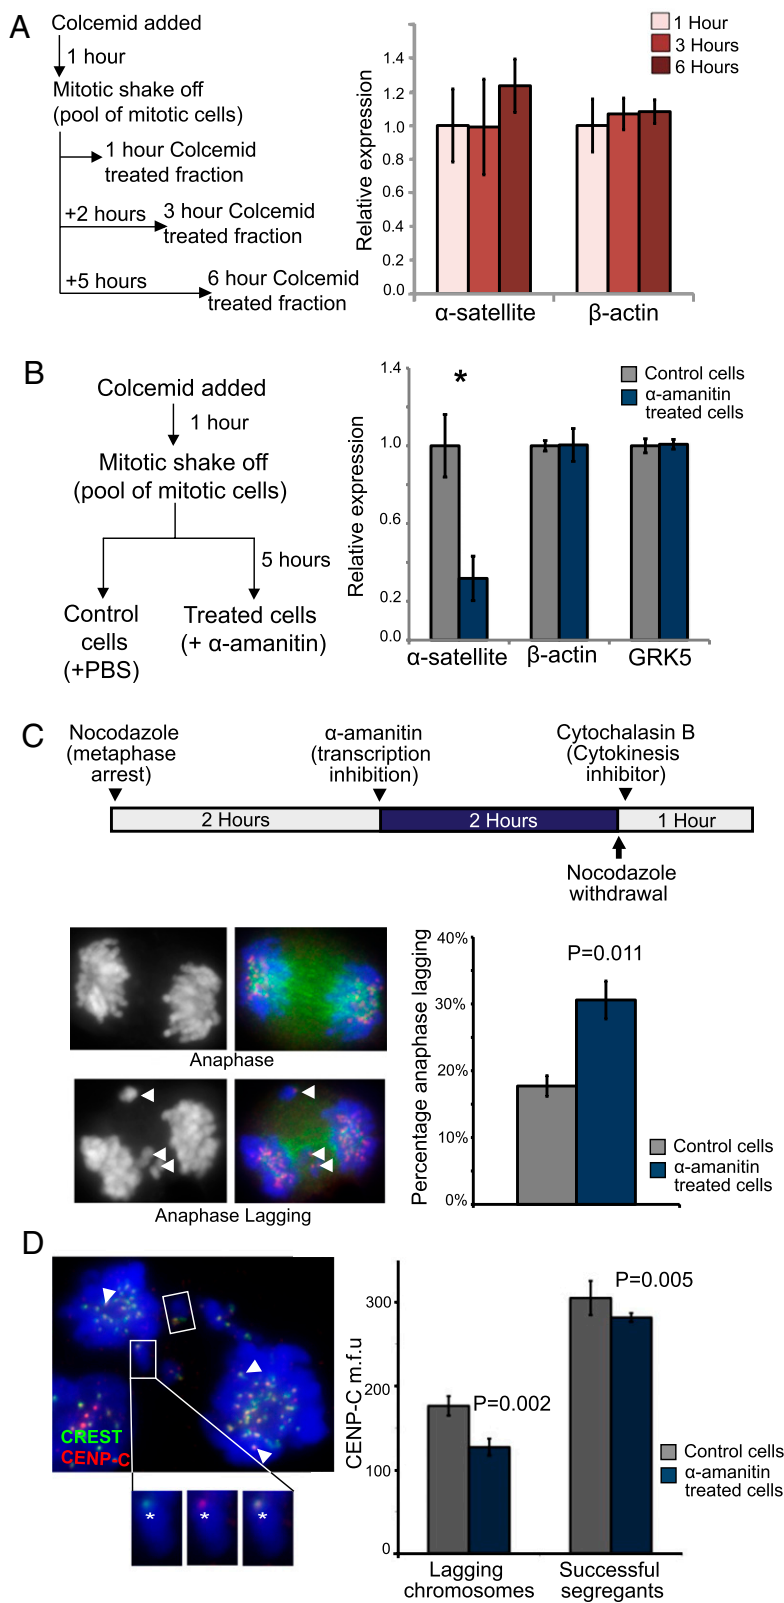 A
Colcemid added
1 hour
Mitotic shake off
(pool of mitotic cells)
1 hour Colcemid
treated fraction
+2 hours
3 hour Colcemid
treated fraction
+5 hours
6 hour Colcemid
treated fraction
Relative expression
1.4
1.2
1.0
0.8
0.6
0.4
0.2
0.0
1 Hour
3 Hours
6 Hours
α-satellite
β-actin
B
Colcemid added
1 hour
Mitotic shake off
(pool of mitotic cells)
5 hours
Control
cells
(+PBS)
Treated cells
(+ α-amanitin)
Relative expression
1.4
1.0
0.6
0.2
0.0
*
Control cells
α-amanitin
treated cells
α-satellite
β-actin
GRK5
C
Nocodazole
(metaphase
arrest)
α-amanitin
(transcription
inhibition)
Cytochalasin B
(Cytokinesis
inhibitor)
2 Hours
2 Hours
1 Hour
Nocodazole
withdrawal
Anaphase
Anaphase Lagging
Percentage anaphase lagging
40%
30%
20%
10%
0%
P=0.011
Control cells
α-amanitin
treated cells
D
CREST
CENP-C
*
*
*
CENP-C m.f.u
300
200
100
0
P=0.002
P=0.005
Control cells
α-amanitin
treated cells
Lagging
chromosomes
Successful
segregants